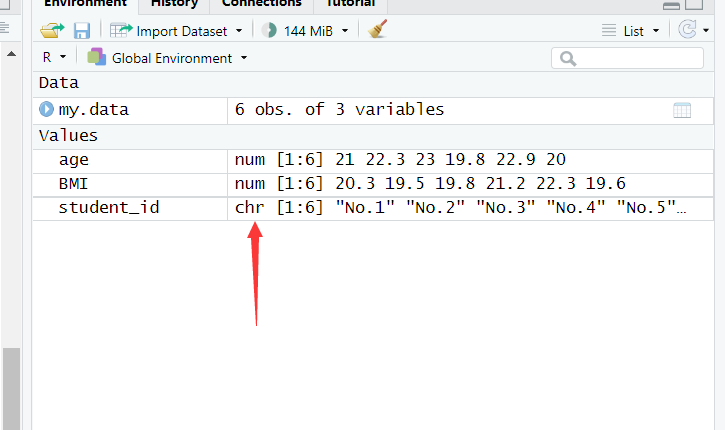 Environment History Connections Tutorial
Import Dataset 144 MiB List
R Global Environment
Data
my.data 6 obs. of 3 variables
Values
age num [1:6] 21 22.3 23 19.8 22.9 20
BMI num [1:6] 20.3 19.5 19.8 21.2 22.3 19.6
student_id chr [1:6] "No.1" "No.2" "No.3" "No.4" "No.5"…